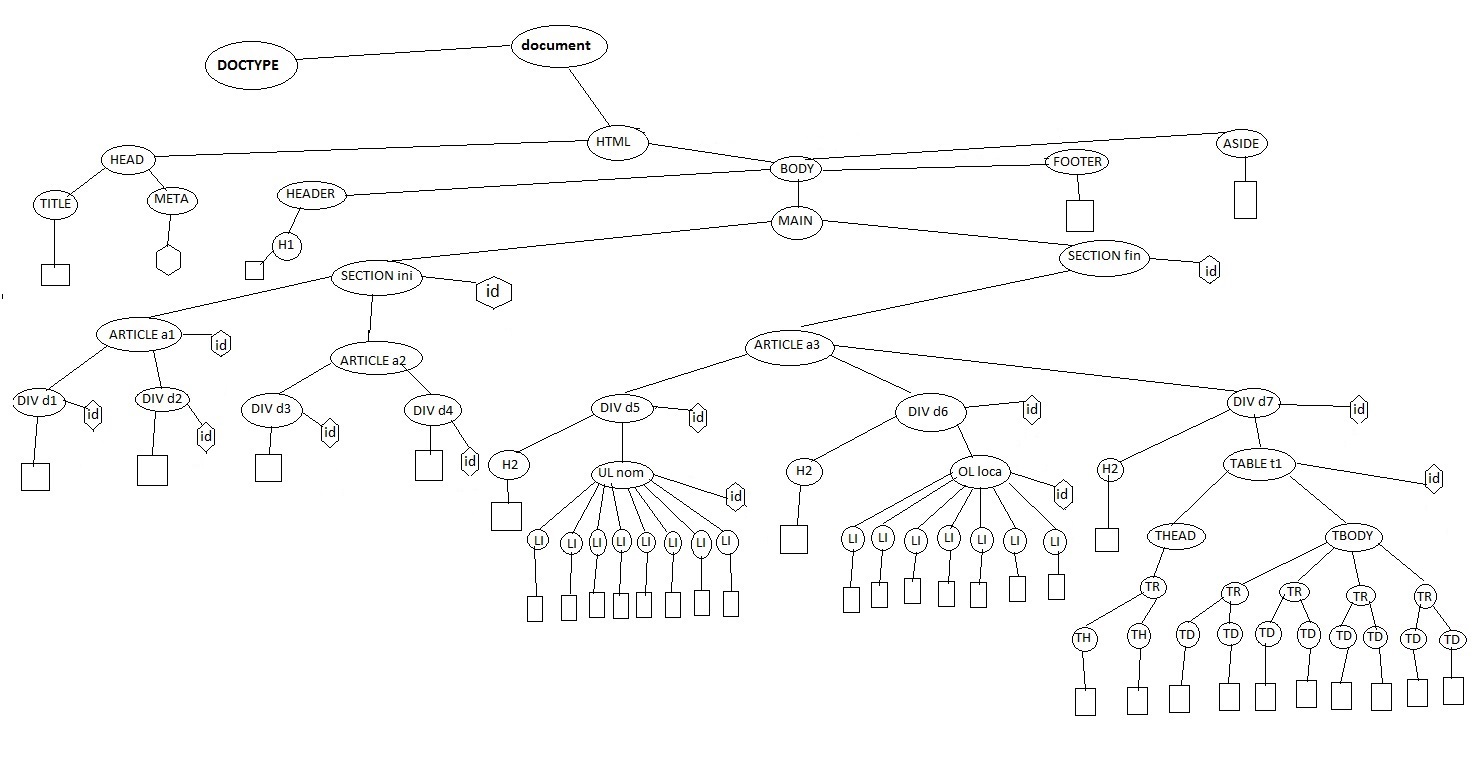 document
DOCTYPE
HTML
ASIDE
HEAD
FOOTER
BODY
HEADER
TITLE
META
MAIN
H1
SECTION ini
id
SECTION fin
id
ARTICLE a1
id
ARTICLE a2
ARTICLE a3
DIV d1
id
DIV d2
id
DIV d3
id
DIV d4
id
DIV d5
id
DIV d6
id
DIV d7
id
H2
UL nom
id
H2
OL loca
id
H2
TABLE t1
id
LI LI LI LI LI LI LI LI
LI LI LI LI LI LI LI
THEAD
TBODY
TR
TR TR TR TR
TH TH
TD TD TD TD TD TD TD TD